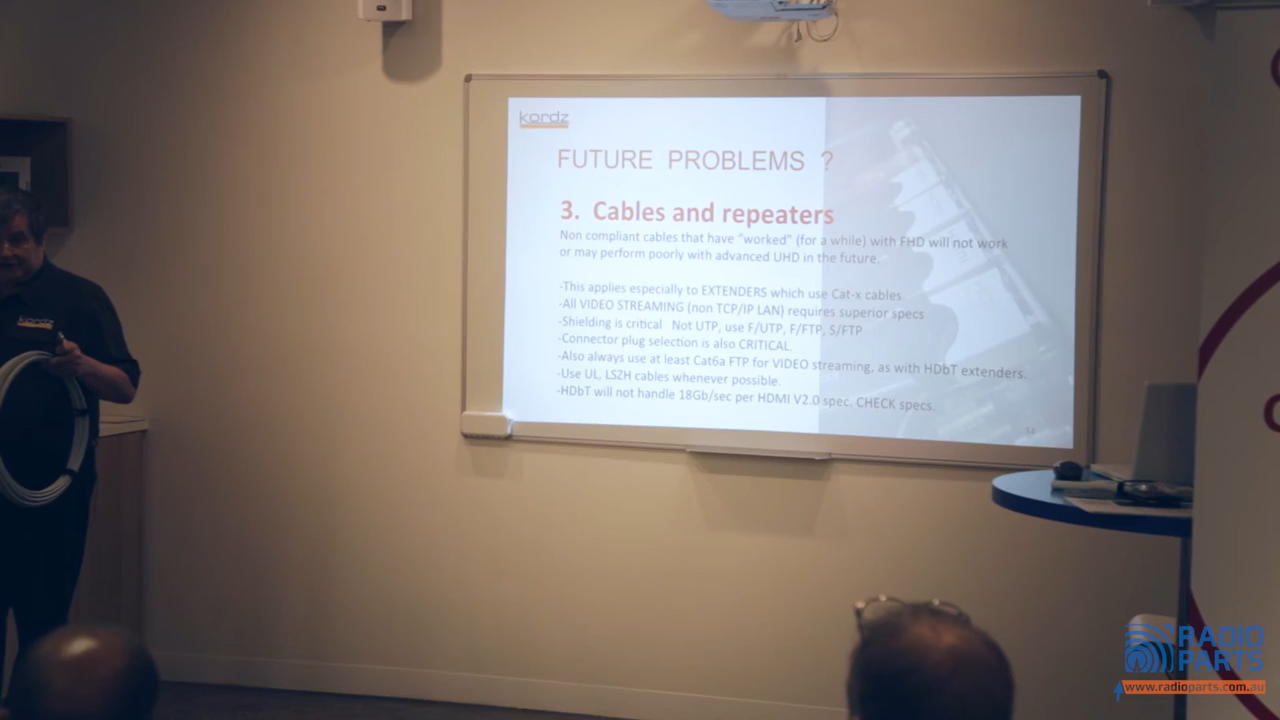 kordz
FUTURE PROBLEMS ?
3. Cables and repeaters
Non compliant cables that have "worked" (for a while) with FHD will not work
or may perform poorly with advanced UHD in the future.
-This applies especially to EXTENDERS which use Cat-x cables
-All VIDEO STREAMING (non TCP/IP LAN) requires superior specs
-Shielding is critical Not UTP, use F/UTP, F/FTP, S/FTP
-Connector plug selection is also CRITICAL.
-Also always use at least Cat6a FTP for VIDEO streaming, as with HDbT extenders.
-Use UL, LSZH cables whenever possible.
-HDbT will not handle 18Gb/sec per HDMI V2.0 spec. CHECK specs.
kordz
RADIO
PARTS
www.radioparts.com.au